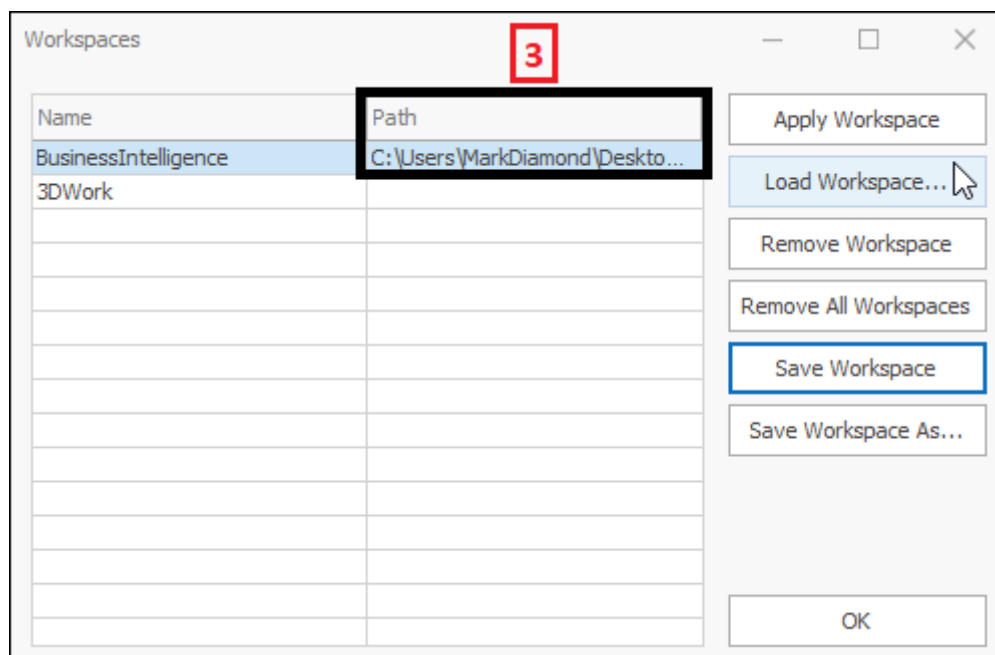 Workspaces
3
Name Path
BusinessIntelligence C:\Users\MarkDiamond\Deskto...
3DWork
Apply Workspace
Load Workspace...
Remove Workspace
Remove All Workspaces
Save Workspace
Save Workspace As...
OK